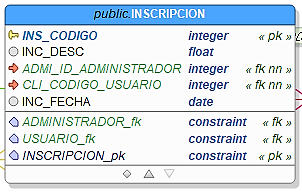 public.INSCRIPCION
INS_CODIGO integer « pk »
INC_DESC float
ADMI_ID_ADMINISTRADOR integer « fk nn »
CLI_CODIGO_USUARIO integer « fk nn »
INC_FECHA date
ADMINISTRADOR_fk constraint « fk »
USUARIO_fk constraint « fk »
INSCRIPCION_pk constraint « pk »